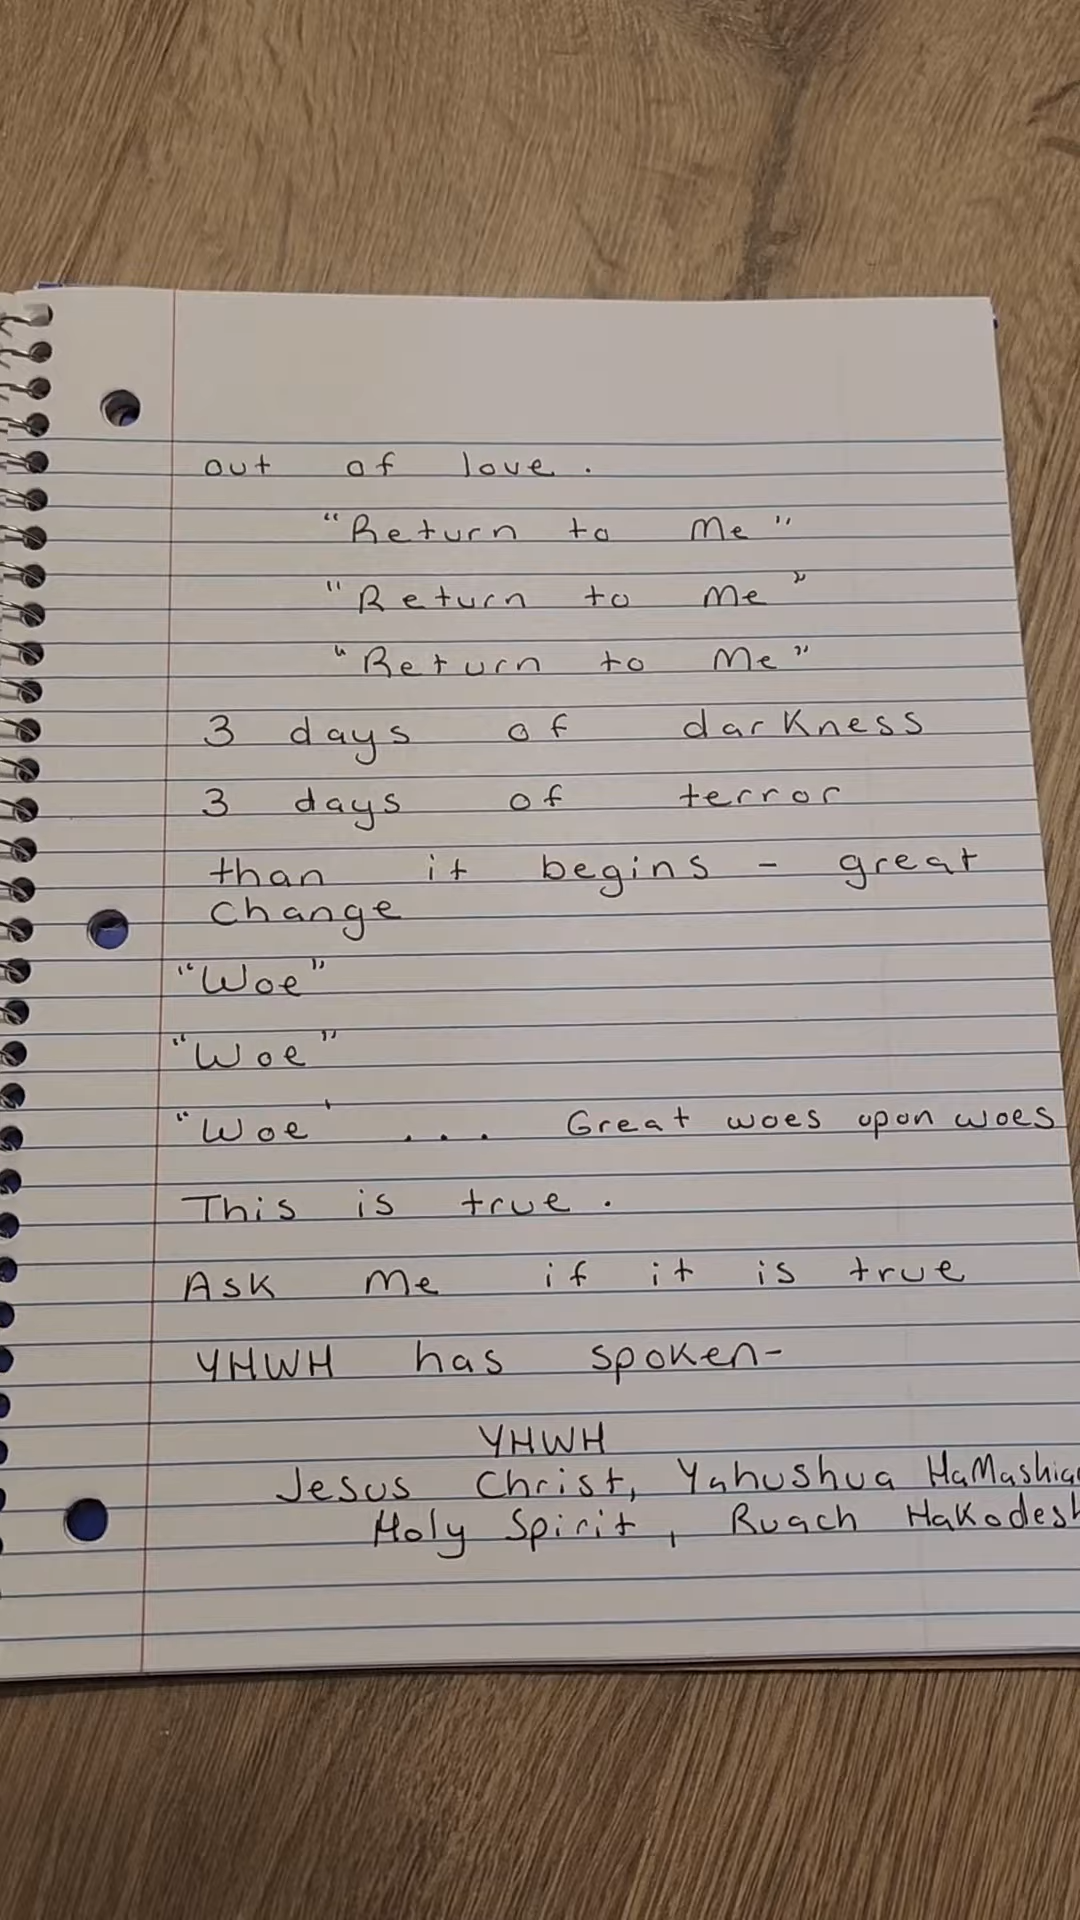 out of love.
"Return to Me"
"Return to Me"
"Return to Me"
3 days of darkness
3 days of terror
than it begins - great
change
"Woe"
"Woe"
"Woe' ... Great woes upon woes
This is true.
Ask Me if it is true
YHWH has spoken-
YHWH
Jesus Christ, Yahushua
Holy Spirit, Ruach HaKodesh